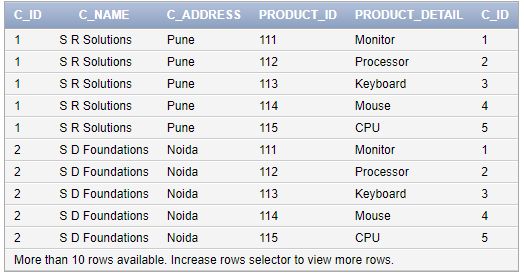 C_ID C_NAME C_ADDRESS PRODUCT_ID PRODUCT_DETAIL C_ID
1 S R Solutions Pune 111 Monitor 1
1 S R Solutions Pune 112 Processor 2
1 S R Solutions Pune 113 Keyboard 3
1 S R Solutions Pune 114 Mouse 4
1 S R Solutions Pune 115 CPU 5
2 S D Foundations Noida 111 Monitor 1
2 S D Foundations Noida 112 Processor 2
2 S D Foundations Noida 113 Keyboard 3
2 S D Foundations Noida 114 Mouse 4
2 S D Foundations Noida 115 CPU 5
More than 10 rows available. Increase rows selector to view more rows.